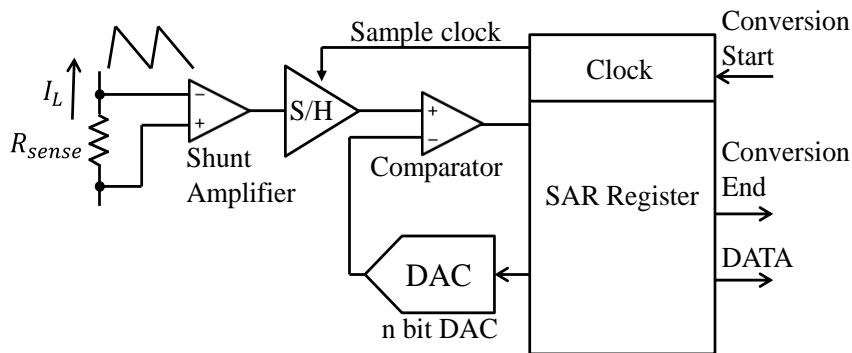 Sample clock
Conversion
Start
Clock
I_L
−
+
S/H
+
−
R_sense
Shunt
Amplifier
Comparator
Conversion
End
SAR Register
DATA
DAC
n bit DAC